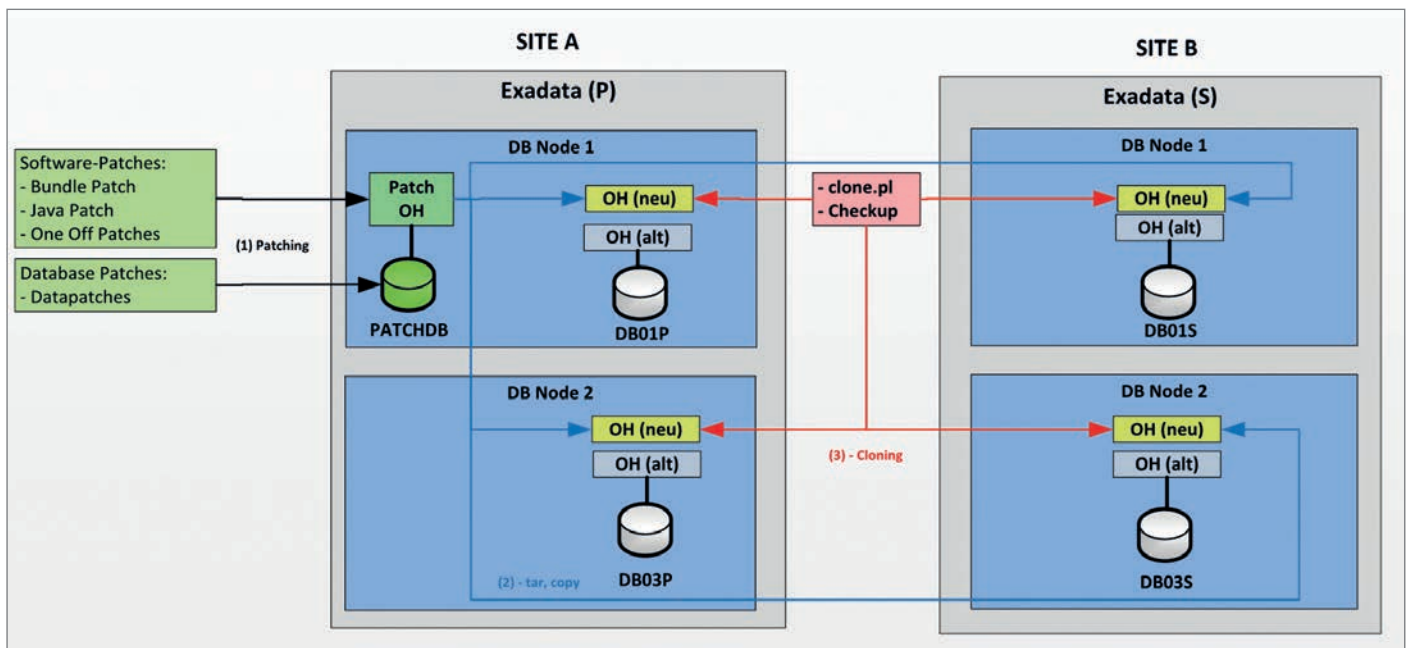 SITE A
SITE B
Exadata (P)
Exadata (S)
Software-Patches:
- Bundle Patch
- Java Patch
- One Off Patches
(1) Patching
Database Patches:
- Datapatches
DB Node 1
Patch
OH
PATCHDB
OH (neu)
OH (alt)
DB01P
DB Node 2
OH (neu)
OH (alt)
DB03P
(2) - tar, copy
- clone.pl
- Checkup
(3) - Cloning
DB Node 1
OH (neu)
OH (alt)
DB01S
DB Node 2
OH (neu)
OH (alt)
DB03S